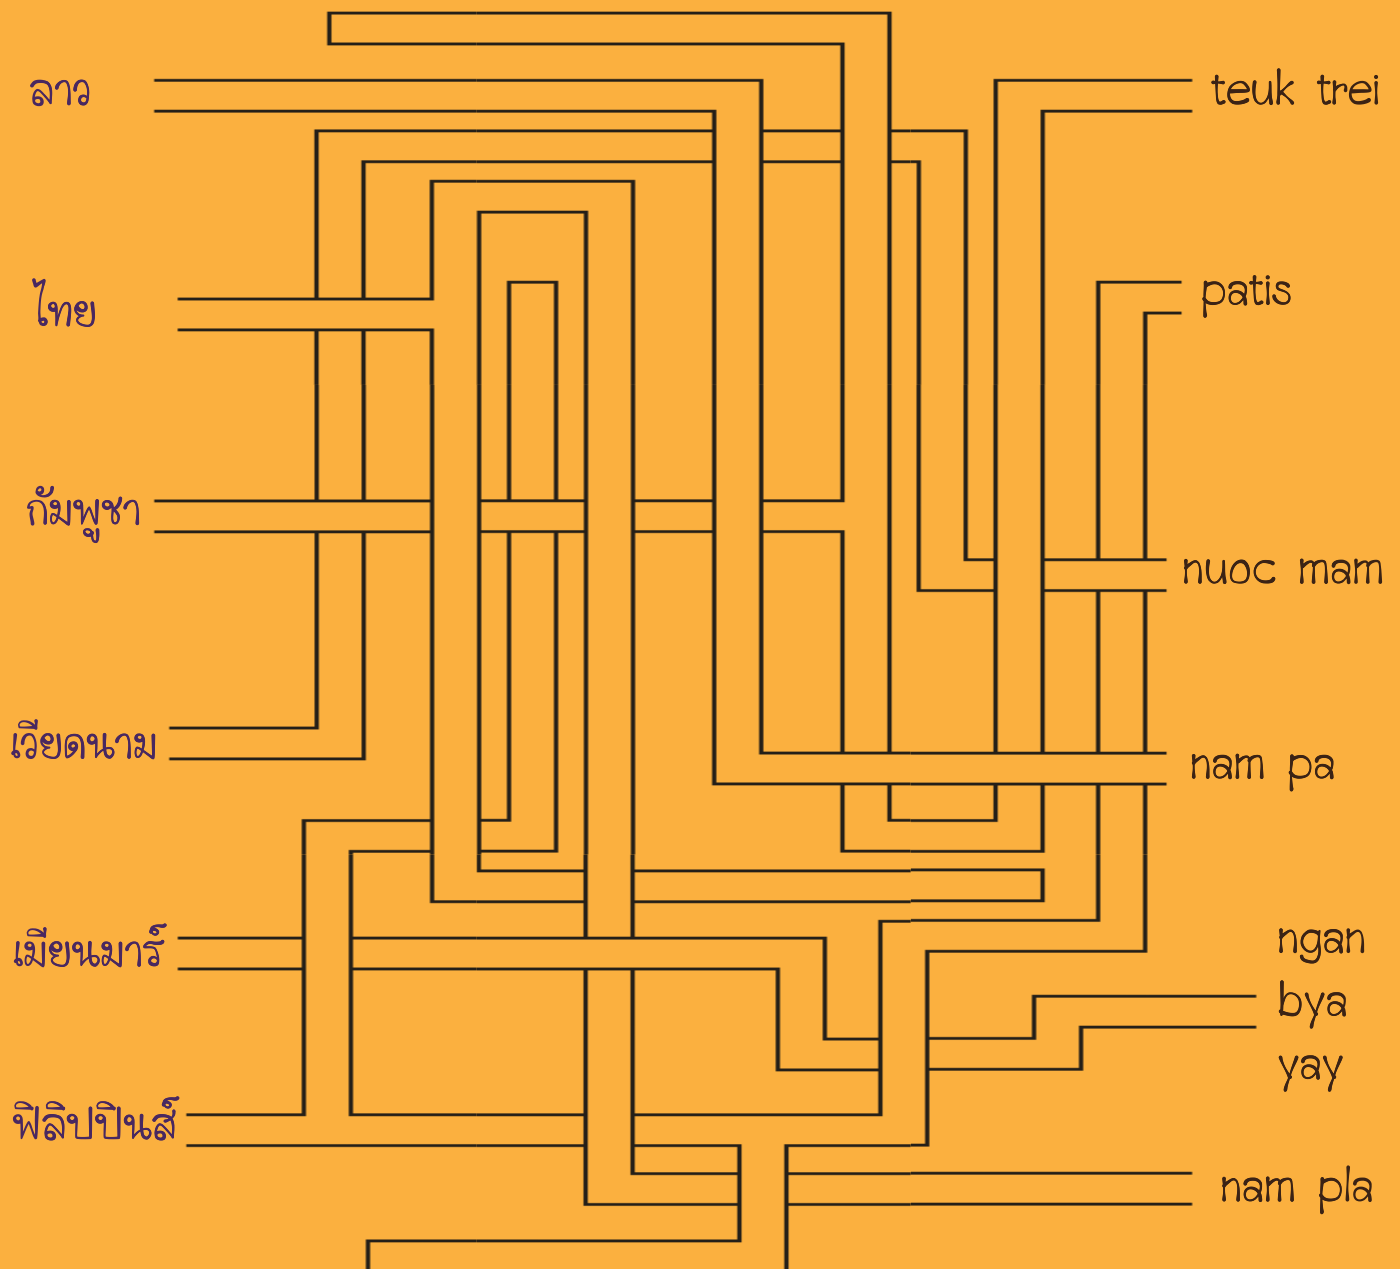 ลาว
teuk trei
ไทย
patis
กัมพูชา
nuoc mam
เวียดนาม
nam pa
เมียนมาร์
ngan
bya
yay
ฟิลิปปินส์
nam pla